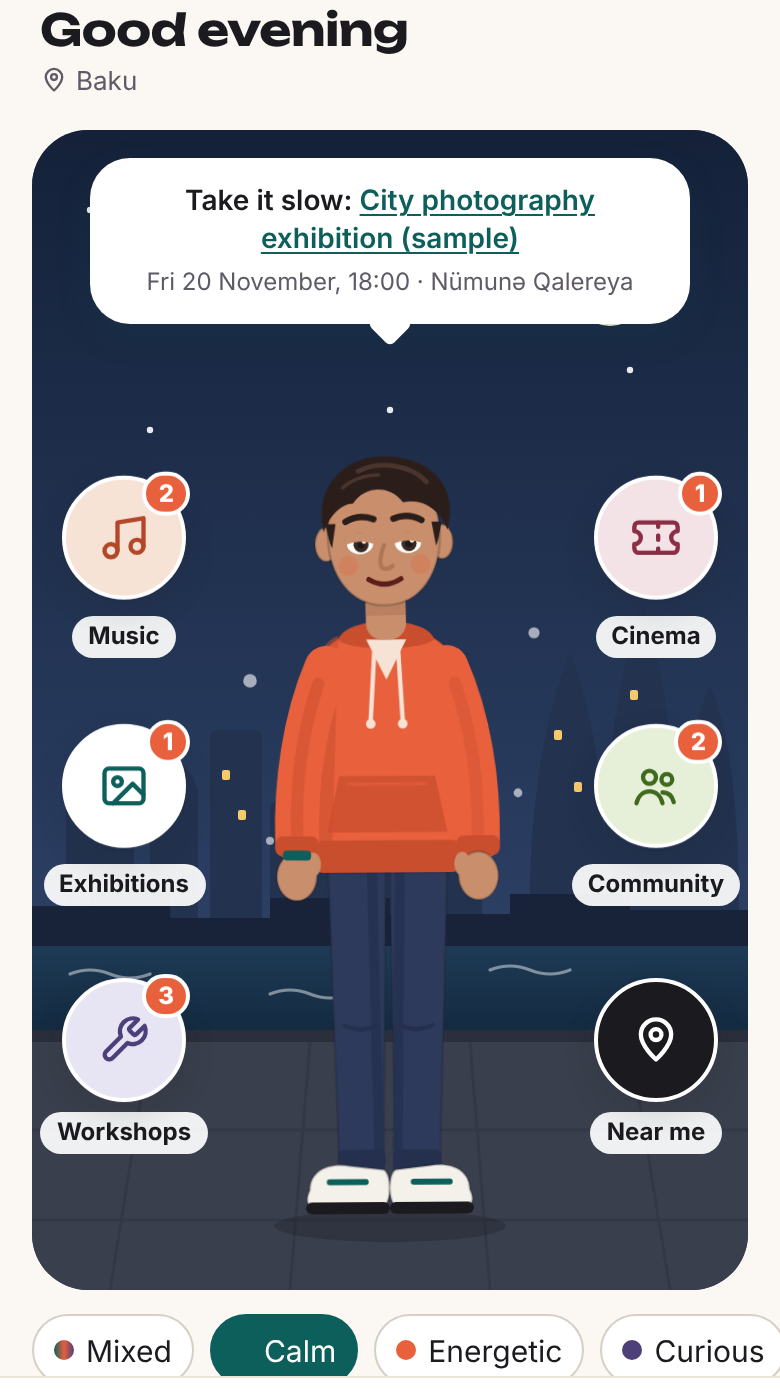 Good evening
Baku
Take it slow: City photography
exhibition (sample)
Fri 20 November, 18:00 · Nümunə Qalereya
2
1
Music
Cinema
1
2
Exhibitions
Community
3
Workshops
Near me
Mixed
Calm
Energetic
Curious